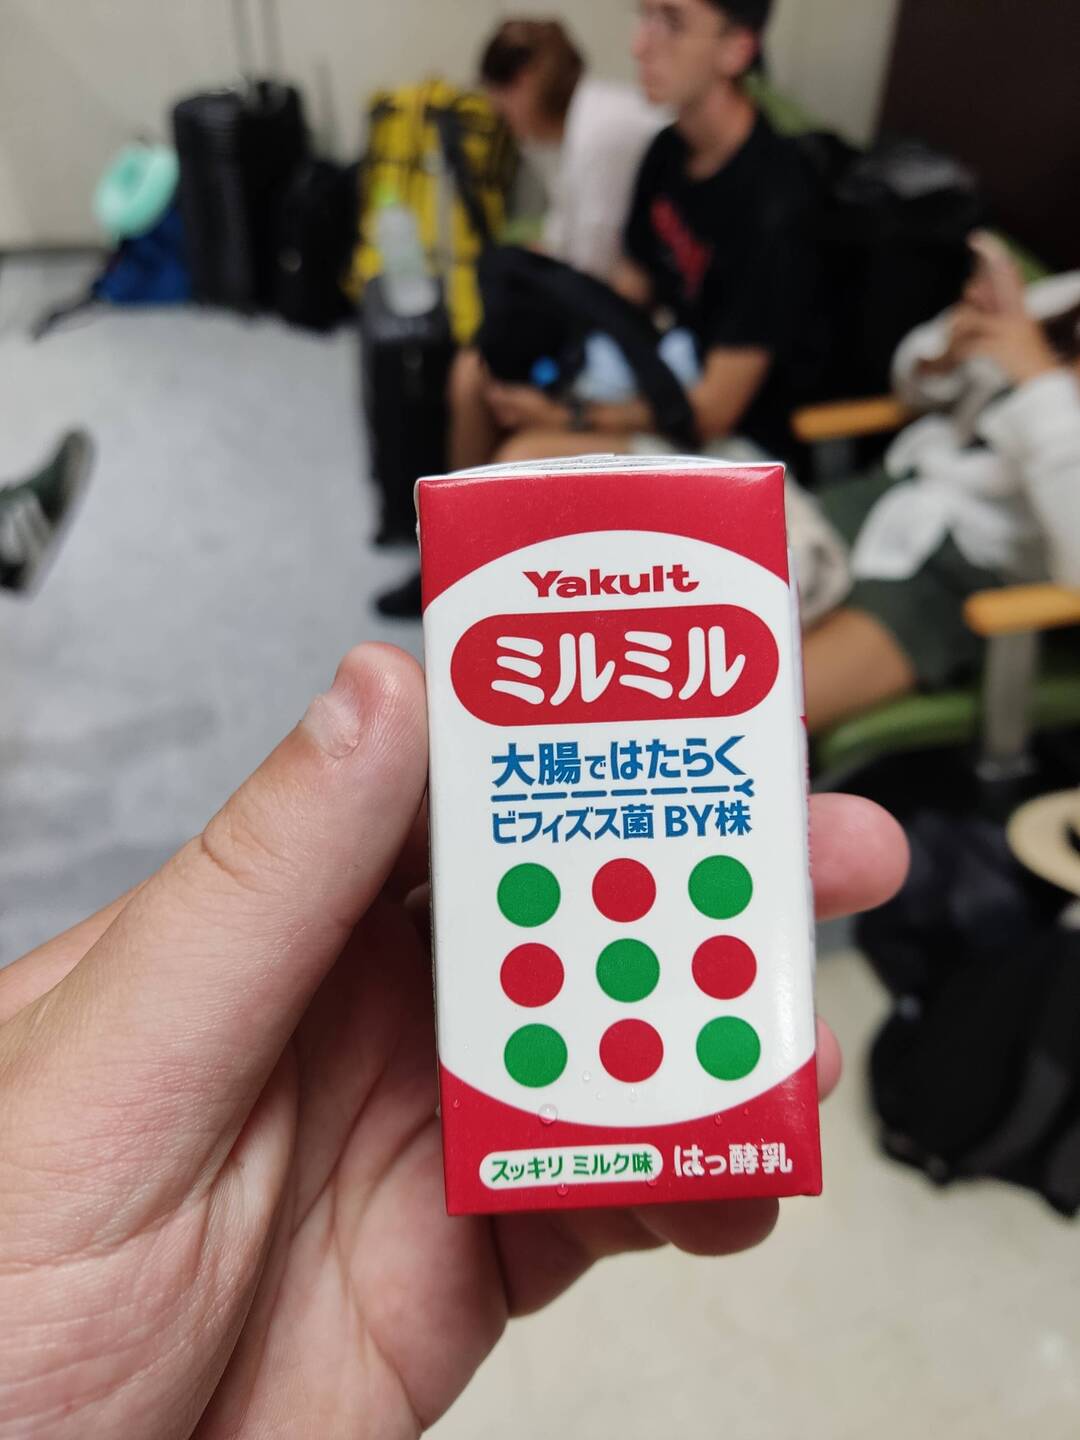 Yakult
ミルミル
大腸ではたらく
ビフィズス菌 BY株
スッキリ ミルク味 はっ酵乳